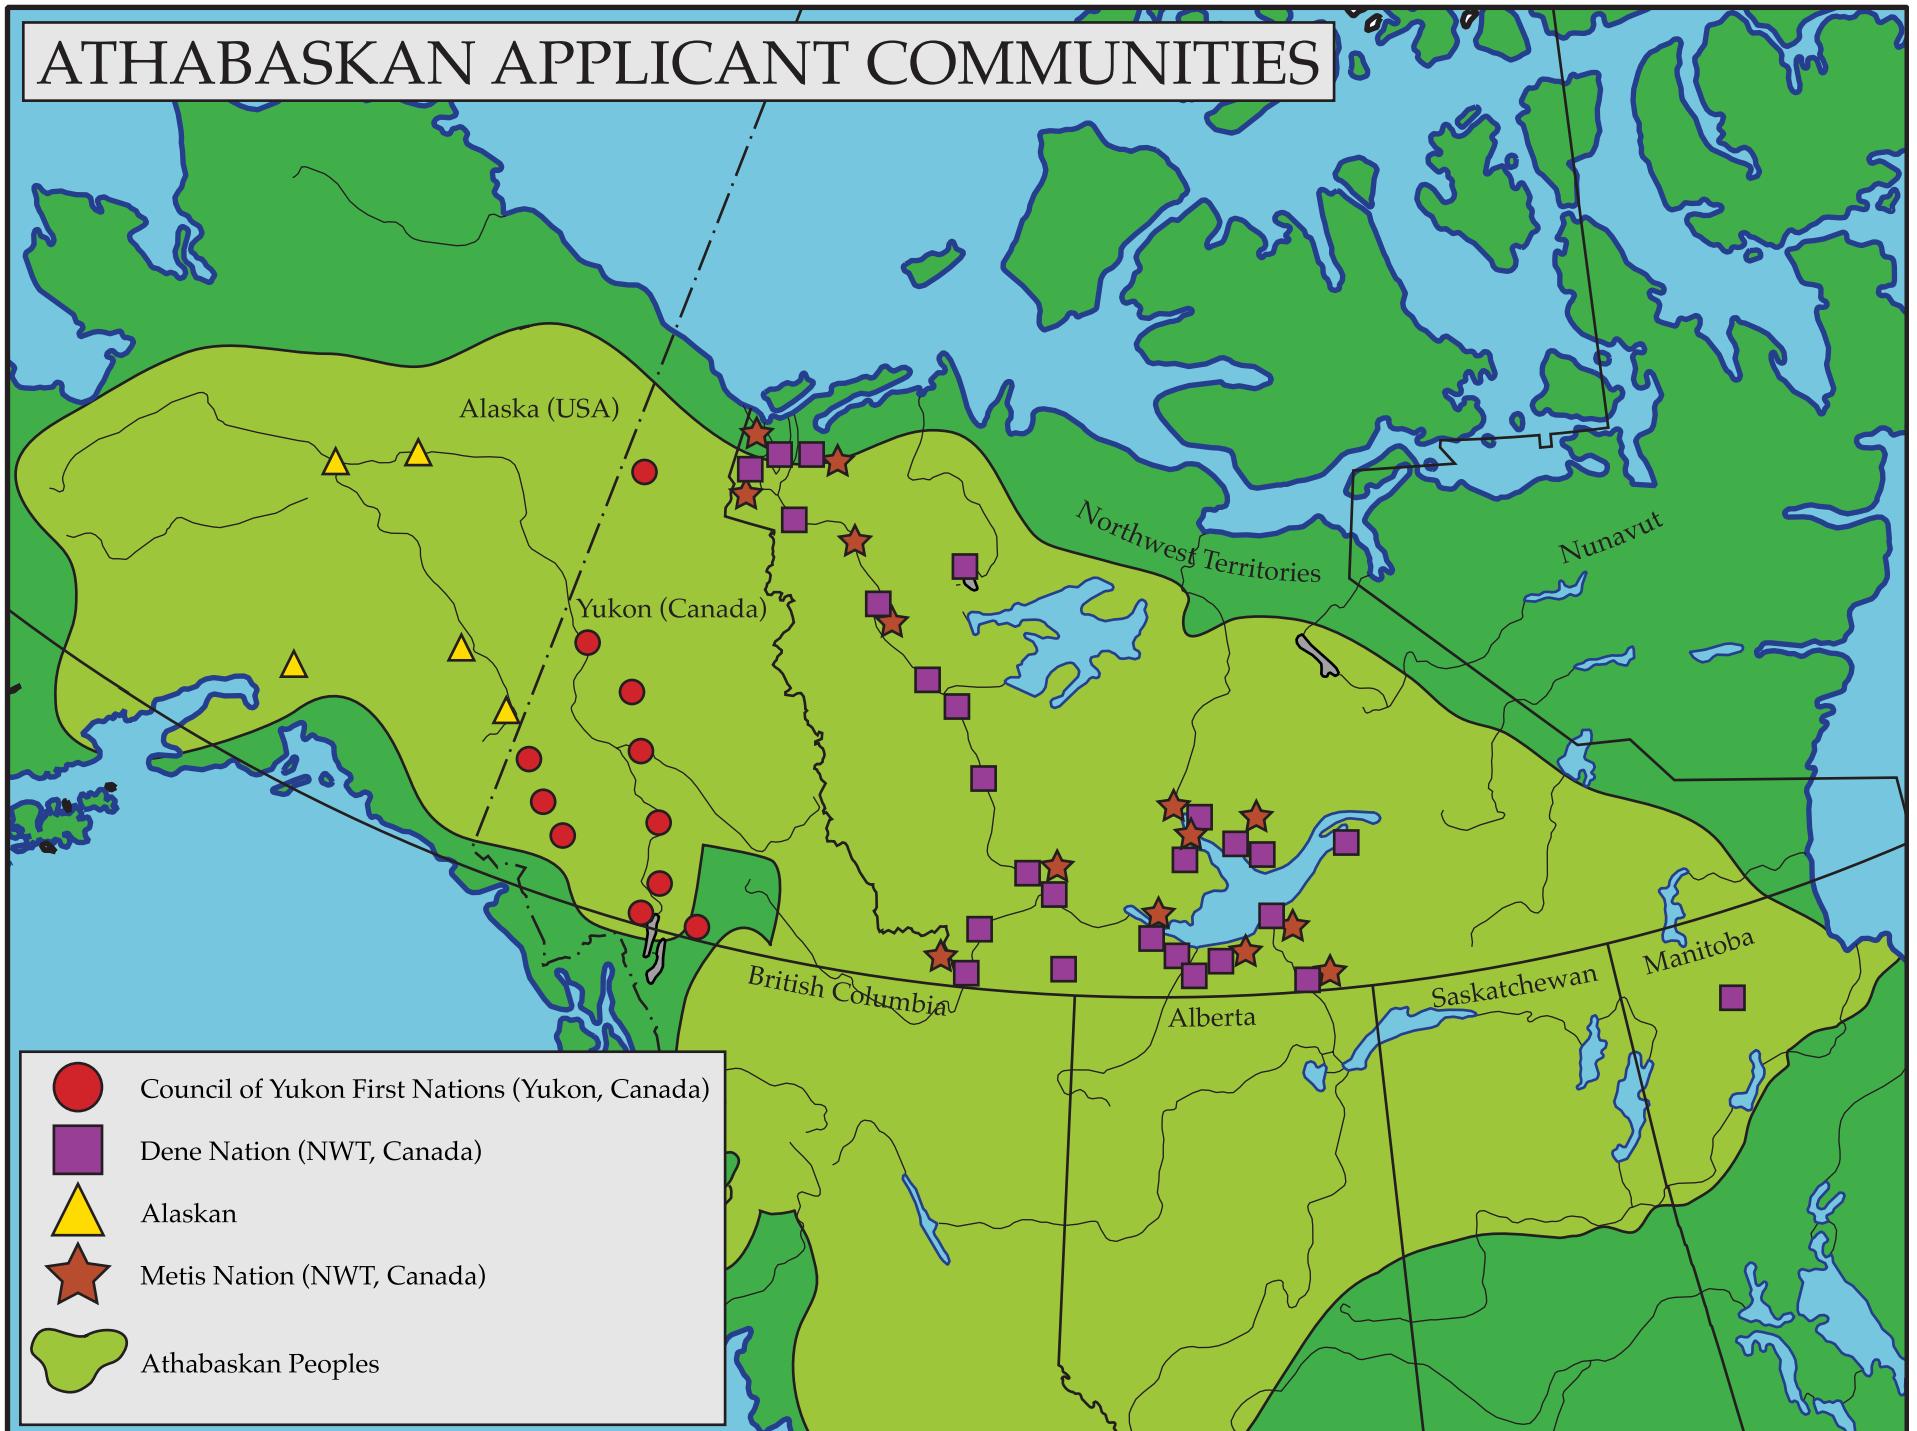 ATHABASKAN APPLICANT COMMUNITIES
Alaska (USA)
Northwest Territories
Nunavut
Yukon (Canada)
British Columbia
Alberta
Saskatchewan
Manitoba
Council of Yukon First Nations (Yukon, Canada)
Dene Nation (NWT, Canada)
Alaskan
Metis Nation (NWT, Canada)
Athabaskan Peoples